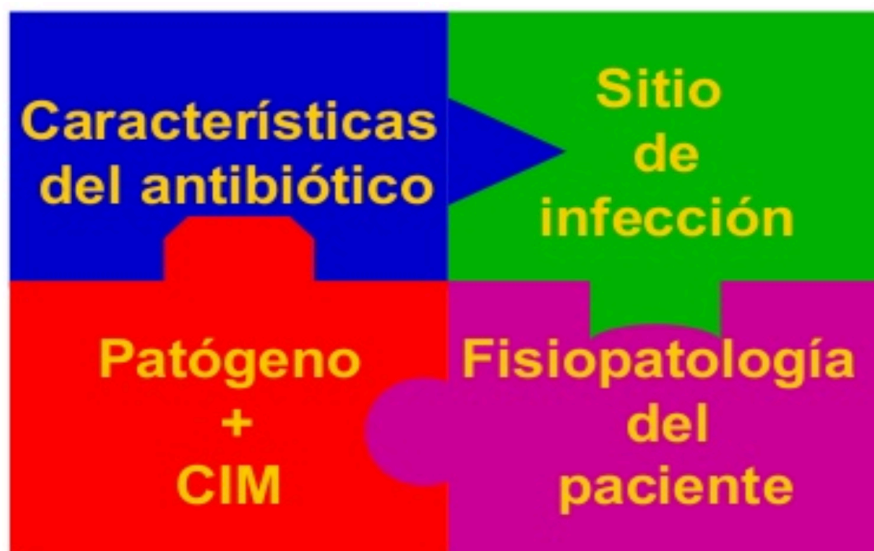 Características
del antibiótico
Sitio
de
infección
Patógeno
+
CIM
Fisiopatología
del
paciente